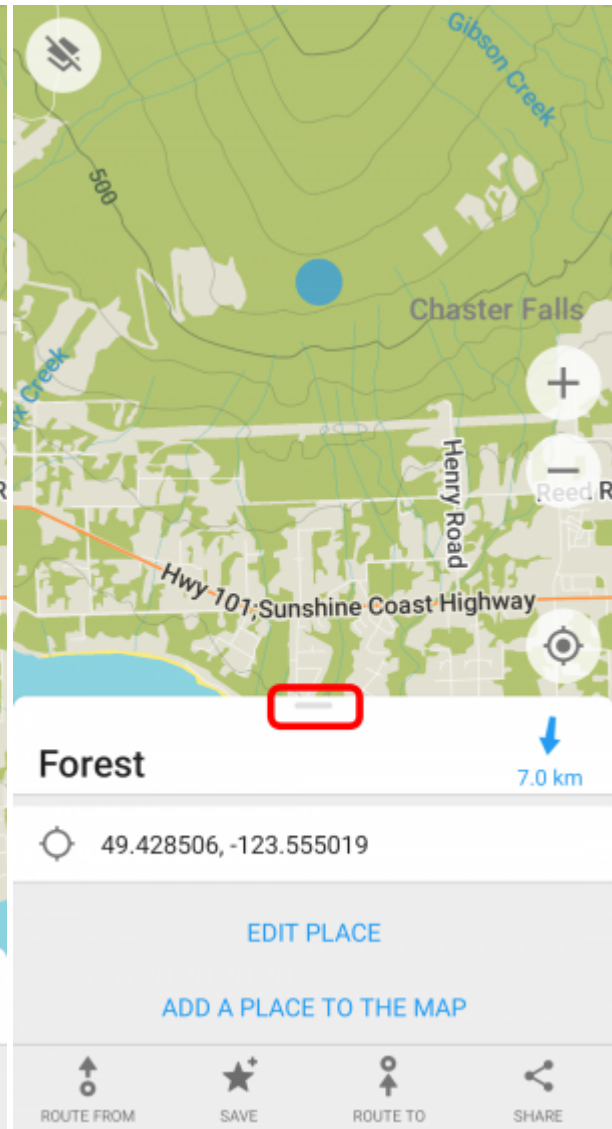 Gibson Creek
500
Chaster Falls
Creek
Henry Road
Reed R
R
Hwy 101;Sunshine Coast Highway
Forest
7.0 km
49.428506, -123.555019
EDIT PLACE
ADD A PLACE TO THE MAP
ROUTE FROM
SAVE
ROUTE TO
SHARE